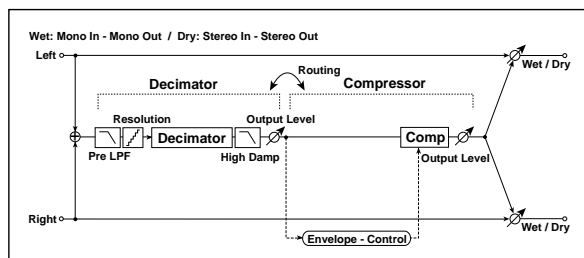 Wet: Mono In - Mono Out / Dry: Stereo In - Stereo Out
Left
Wet / Dry
Routing
Decimator
Compressor
Resolution
Output Level
Decimator
Comp
Pre LPF
High Damp
Output Level
Right
Wet / Dry
Envelope - Control